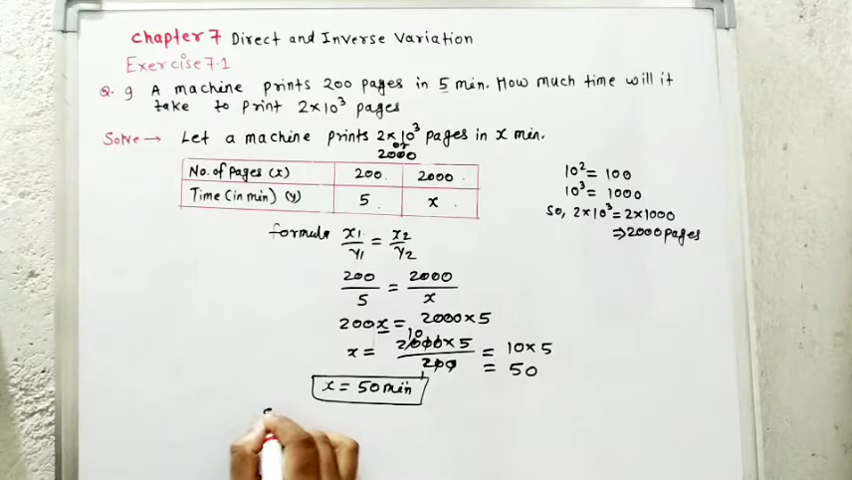 Chapter 7 Direct and Inverse Variation
Exercise 7.1
Q. 9 A machine prints 200 pages in 5 min. How much time will it
take to print 2×10³ pages
Solve → Let a machine prints 2×10³ pages in x min.
or
2000
No. of Pages (x) 200. 2000.
Time (in min) (y) 5 . x .
10² = 100
10³ = 1000
So, 2×10³ = 2×1000
⇒ 2000 pages
formula x₁/y₁ = x₂/y₂
200/5 = 2000/x
200x = 2000×5
x = 2000×5/200 = 10×5
10
1
= 50
x = 50 min